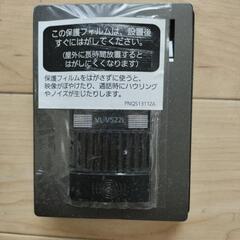 この保護フィルムは、設置後
すぐにはがしてください。
(屋外に長時間放置すると
はがしにくくなります)
保護フィルムをはがさずに使うと、
映像がぼやけたり、通話時にハウリング
やノイズが生じたりします。
PNQS1311ZA
VL-V522L